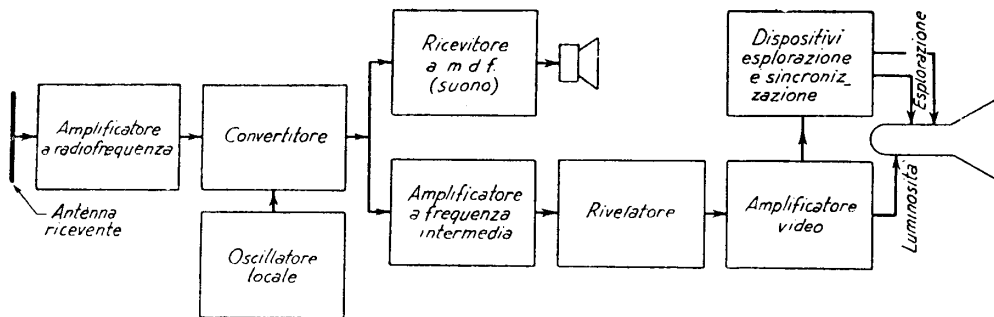 Antenna
ricevente
Amplificatore
a radiofrequenza
Convertitore
Oscillatore
locale
Ricevitore
a m d f.
(suono)
Amplificatore
a frequenza
intermedia
Rivelatore
Amplificatore
video
Dispositivi
esplorazione
e sincroniz_
zazione
Esplorazione
Luminosità